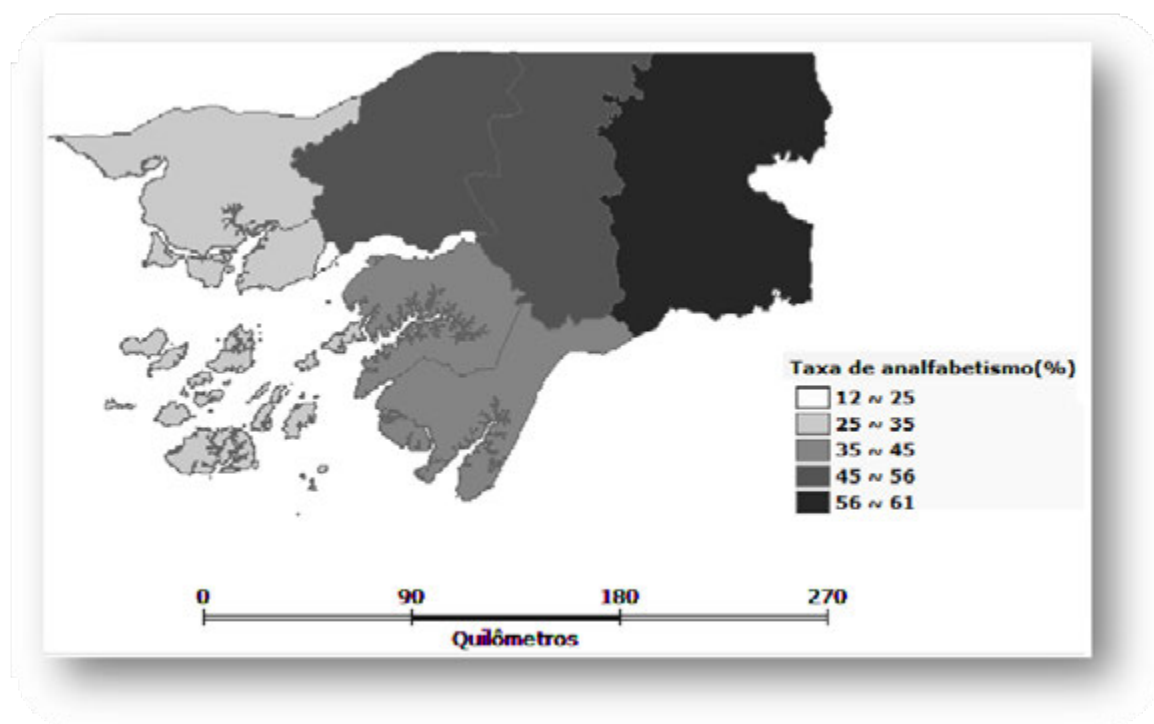 Taxa de analfabetismo(%)
12 ~ 25
25 ~ 35
35 ~ 45
45 ~ 56
56 ~ 61
0 90 180 270
Quilômetros